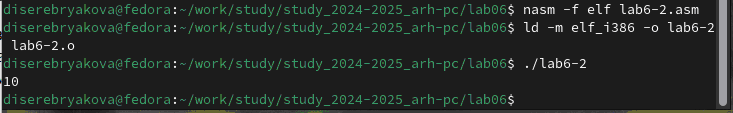 diserebryakova@fedora:~/work/study/study_2024-2025_arh-pc/lab06$ nasm -f elf lab6-2.asm
diserebryakova@fedora:~/work/study/study_2024-2025_arh-pc/lab06$ ld -m elf_i386 -o lab6-2
lab6-2.o
diserebryakova@fedora:~/work/study/study_2024-2025_arh-pc/lab06$ ./lab6-2
10
diserebryakova@fedora:~/work/study/study_2024-2025_arh-pc/lab06$